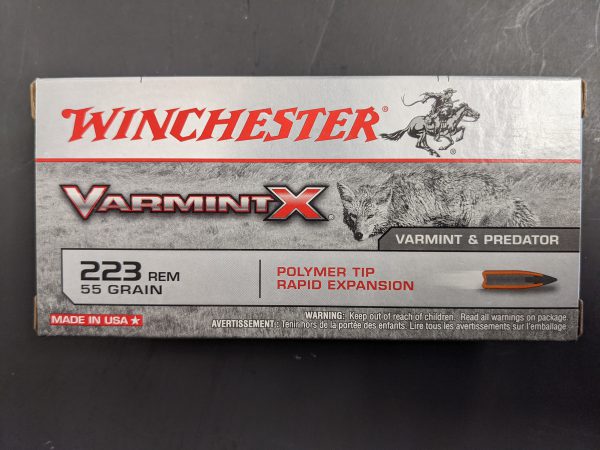 WINCHESTER®
VARMINT X®
VARMINT & PREDATOR
223 REM
55 GRAIN
POLYMER TIP
RAPID EXPANSION
MADE IN USA
WARNING: Keep out of reach of children. Read all warnings on package.
AVERTISSEMENT: Tenir hors de la portée des enfants. Lire tous les avertissements sur l'emballage